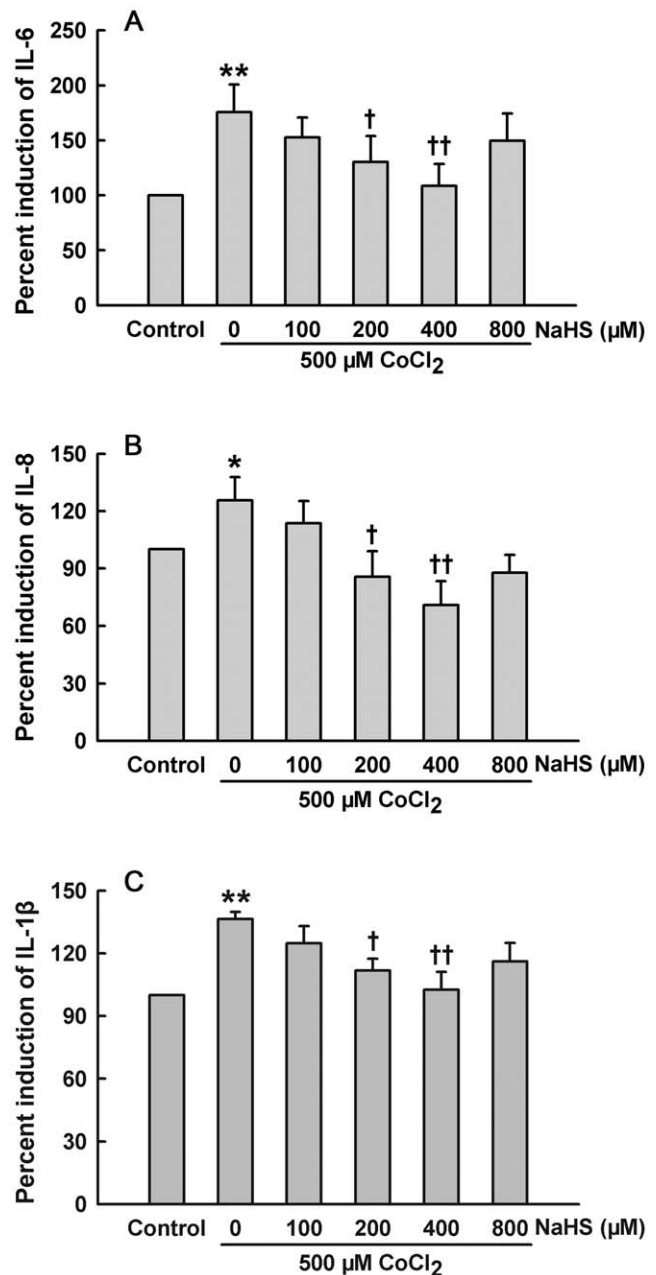 A
Percent induction of IL-6
250
200
150
100
50
0
**
†
††
Control 0 100 200 400 800 NaHS (µM)
500 µM CoCl2
B
Percent induction of IL-8
150
120
90
60
30
0
*
†
††
Control 0 100 200 400 800 NaHS (µM)
500 µM CoCl2
C
Percent induction of IL-1β
150
120
90
60
30
0
**
†
††
Control 0 100 200 400 800 NaHS (µM)
500 µM CoCl2